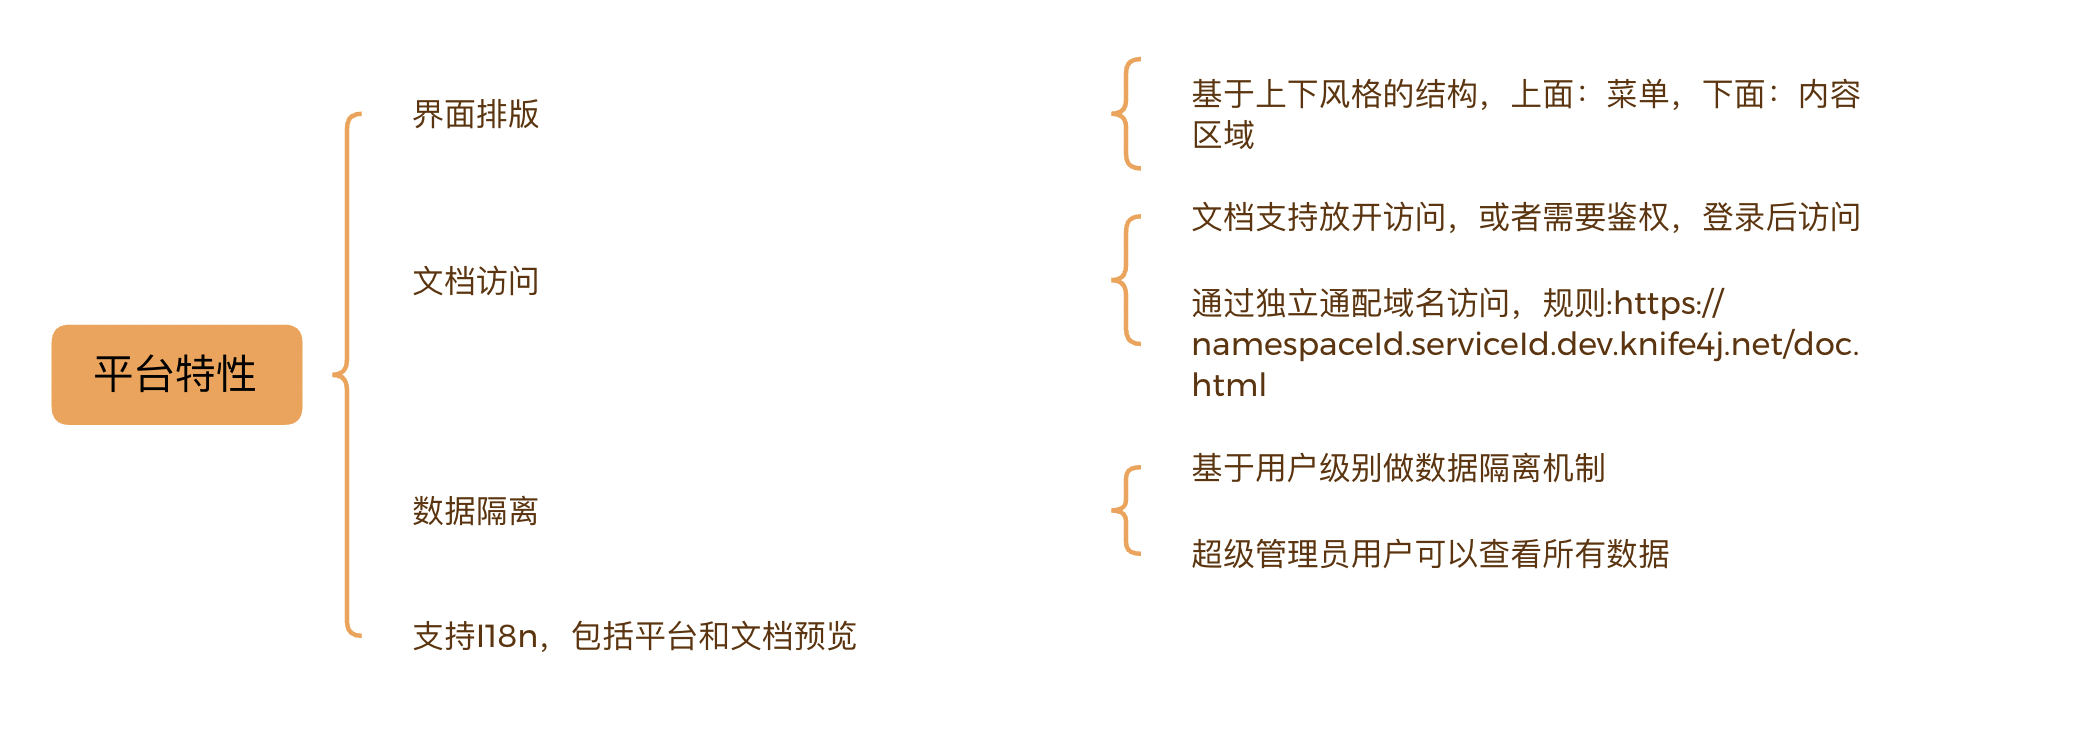 平台特性
界面排版
基于上下风格的结构，上面：菜单，下面：内容
区域
文档访问
文档支持放开访问，或者需要鉴权，登录后访问
通过独立通配域名访问，规则:https://
namespaceId.serviceId.dev.knife4j.net/doc.
html
数据隔离
基于用户级别做数据隔离机制
超级管理员用户可以查看所有数据
支持I18n，包括平台和文档预览